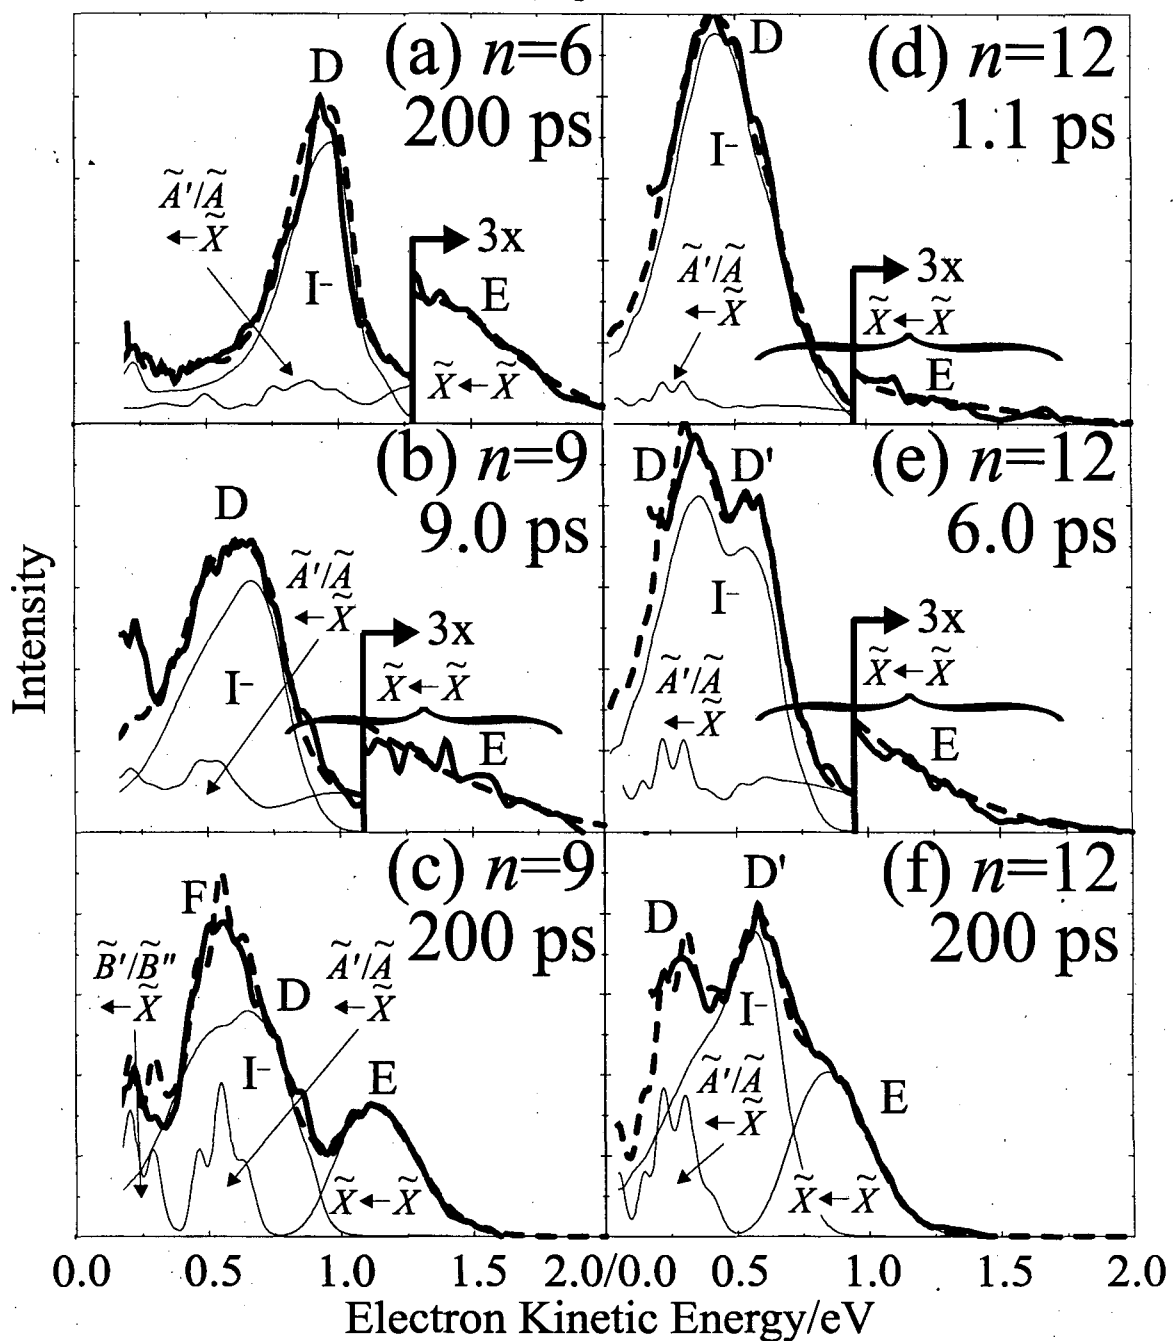 (a) n=6
200 ps
D
Ã'/Ã
←X̃
I⁻
3x
E
X̃←X̃
(d) n=12
1.1 ps
D
I⁻
Ã'/Ã
←X̃
3x
X̃←X̃
E
(b) n=9
9.0 ps
D
Ã'/Ã
←X̃
I⁻
3x
X̃←X̃
E
(e) n=12
6.0 ps
D
D'
I⁻
Ã'/Ã
←X̃
3x
X̃←X̃
E
(c) n=9
200 ps
F
B̃'/B̃"
←X̃
Ã'/Ã
←X̃
D
I⁻
E
X̃←X̃
(f) n=12
200 ps
D'
D
I⁻
Ã'/Ã
←X̃
E
X̃←X̃
Intensity
0.0 0.5 1.0 1.5 2.0/0.0 0.5 1.0 1.5 2.0
Electron Kinetic Energy/eV